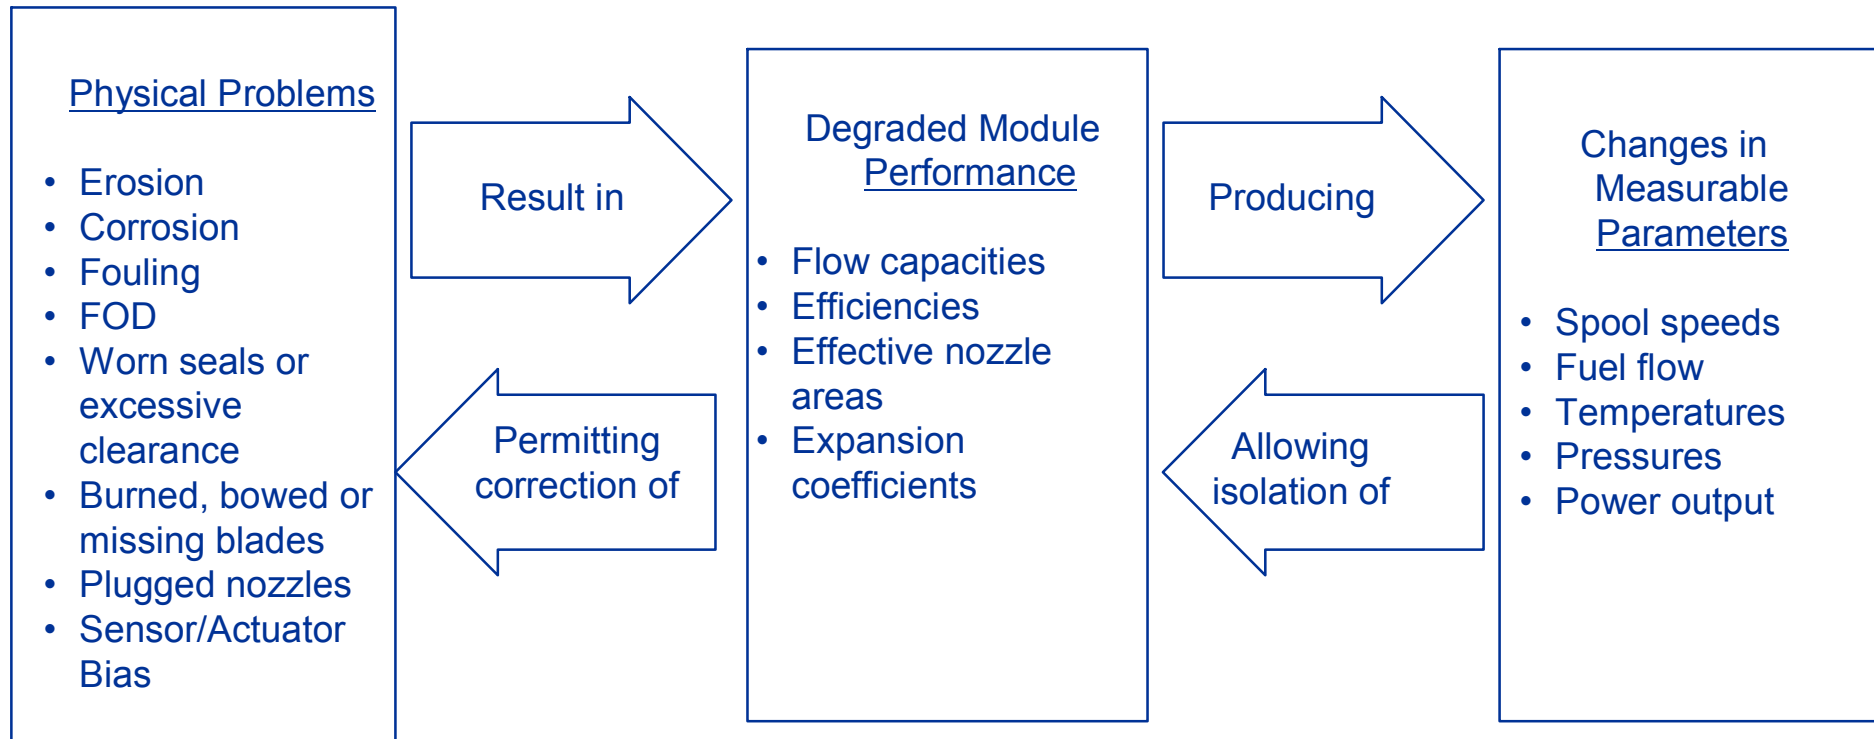 Physical Problems
• Erosion
• Corrosion
• Fouling
• FOD
• Worn seals or
excessive
clearance
• Burned, bowed or
missing blades
• Plugged nozzles
• Sensor/Actuator
Bias
Result in
Permitting
correction of
Degraded Module
Performance
• Flow capacities
• Efficiencies
• Effective nozzle
areas
• Expansion
coefficients
Producing
Allowing
isolation of
Changes in
Measurable
Parameters
• Spool speeds
• Fuel flow
• Temperatures
• Pressures
• Power output